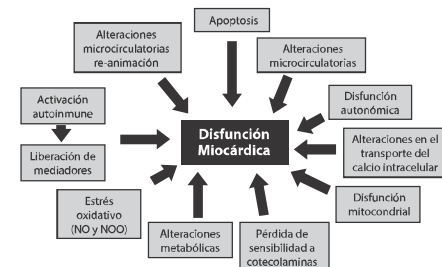 Apoptosis
Alteraciones
microcirculatorias
re-animación
Alteraciones
microcirculatorias
Activación
autoinmune
Disfunción
autonómica
Disfunción
Miocárdica
Liberación de
mediadores
Alteraciones en el
transporte del
calcio intracelular
Estrés
oxidativo
(NO y NOO)
Disfunción
mitocondrial
Alteraciones
metabólicas
Pérdida de
sensibilidad a
cotecolaminas